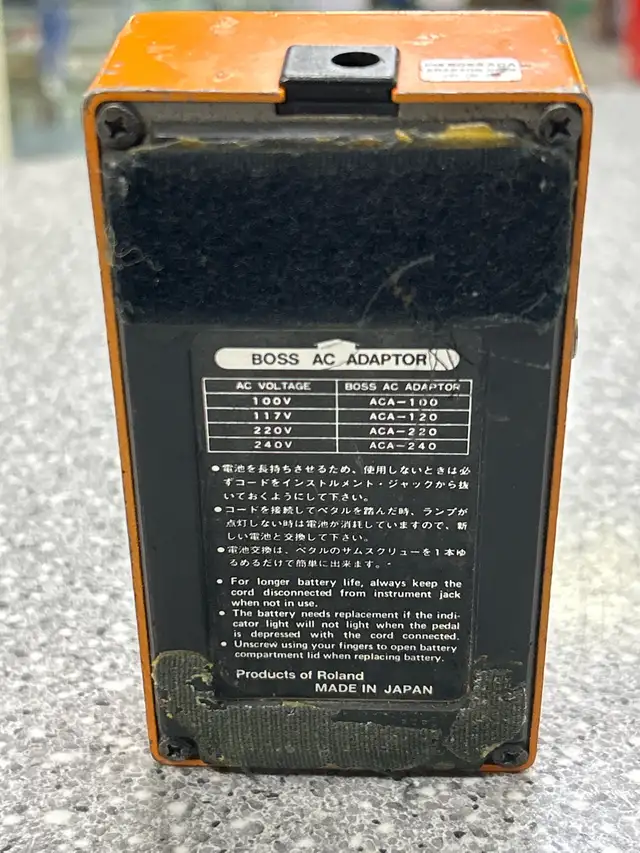 BOSS AC ADAPTOR
AC VOLTAGE BOSS AC ADAPTOR
100V ACA-100
117V ACA-120
220V ACA-220
240V ACA-240
●電池を長持ちさせるため、使用しないときは必
ずコードをインストルメント・ジャックから抜
いておくようにして下さい。
●コードを接続してペダルを踏んだ時、ランプが
点灯しない時は電池が消耗していますので、新
しい電池と交換して下さい。
●電池交換は、ペダルのサムスクリューを1本ゆ
るめるだけで簡単に出来ます。
● For longer battery life, always keep the
cord disconnected from instrument jack
when not in use.
● The battery needs replacement if the indi-
cator light will not light when the pedal
is depressed with the cord connected.
● Unscrew using your fingers to open battery
compartment lid when replacing battery.
Products of Roland
MADE IN JAPAN